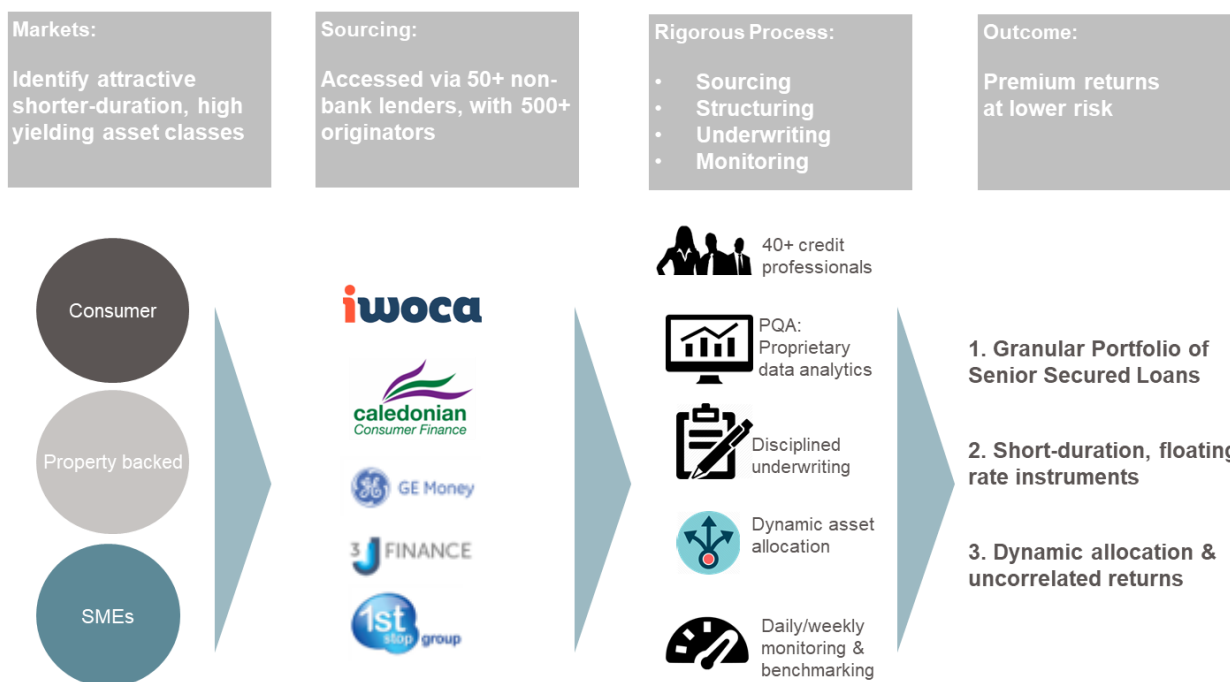 Markets:
Identify attractive
shorter-duration, high
yielding asset classes
Sourcing:
Accessed via 50+ non-
bank lenders, with 500+
originators
Rigorous Process:
• Sourcing
• Structuring
• Underwriting
• Monitoring
Outcome:
Premium returns
at lower risk
Consumer
Property backed
SMEs
iwoca
caledonian
Consumer Finance
GE Money
3J FINANCE
1st
stop group
40+ credit
professionals
PQA:
Proprietary
data analytics
Disciplined
underwriting
Dynamic asset
allocation
Daily/weekly
monitoring &
benchmarking
1. Granular Portfolio of
Senior Secured Loans
2. Short-duration, floating
rate instruments
3. Dynamic allocation &
uncorrelated returns